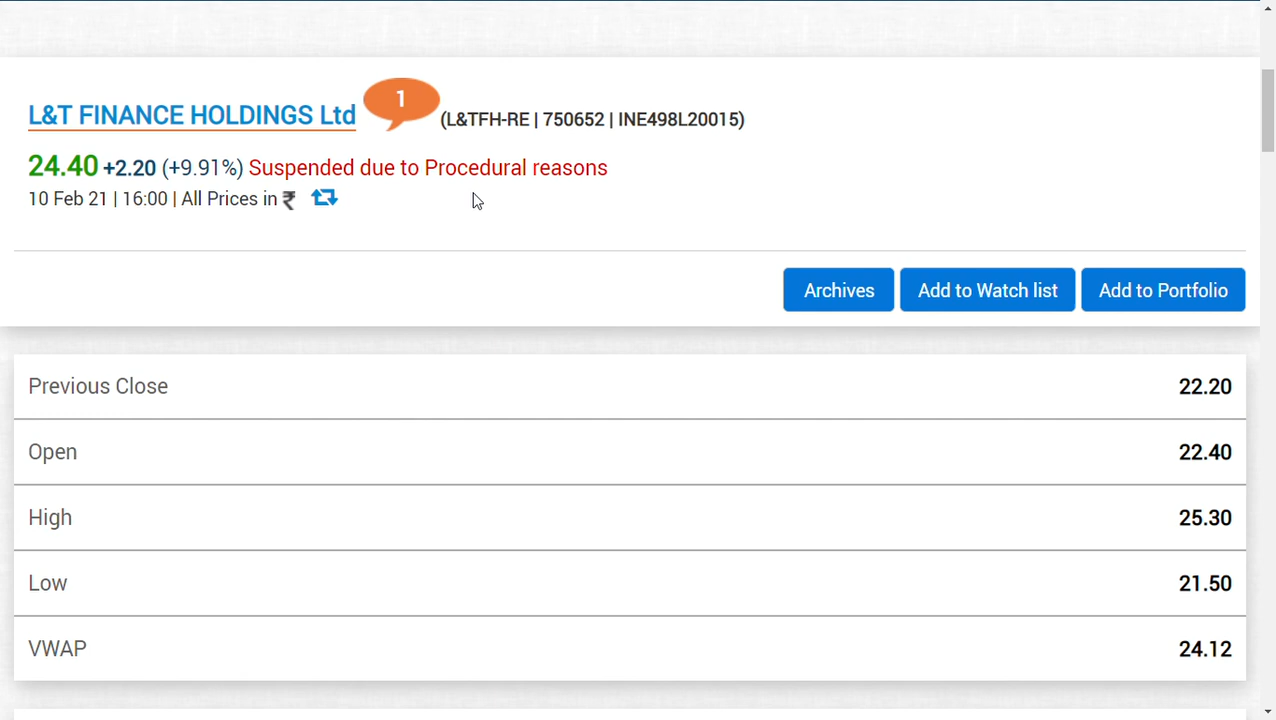 L&T FINANCE HOLDINGS Ltd 1 (L&TFH-RE | 750652 | INE498L20015)
24.40 +2.20 (+9.91%) Suspended due to Procedural reasons
10 Feb 21 | 16:00 | All Prices in ₹
Archives Add to Watch list Add to Portfolio
Previous Close 22.20
Open 22.40
High 25.30
Low 21.50
VWAP 24.12